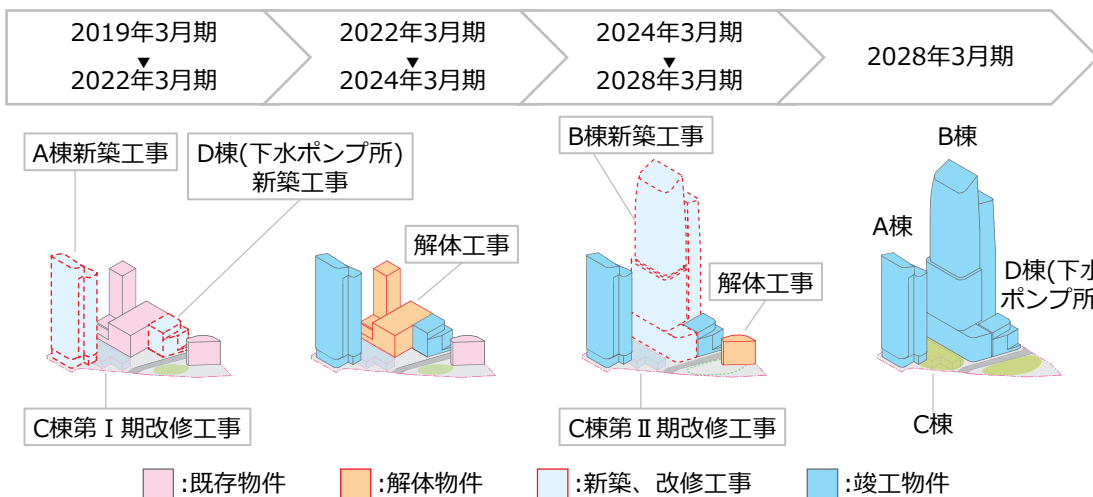 2019年3月期
▼
2022年3月期
2022年3月期
▼
2024年3月期
2024年3月期
▼
2028年3月期
2028年3月期
A棟新築工事
D棟(下水ポンプ所)
新築工事
C棟第Ⅰ期改修工事
解体工事
B棟新築工事
解体工事
C棟第Ⅱ期改修工事
B棟
A棟
D棟(下水
ポンプ所
C棟
:既存物件
:解体物件
:新築、改修工事
:竣工物件